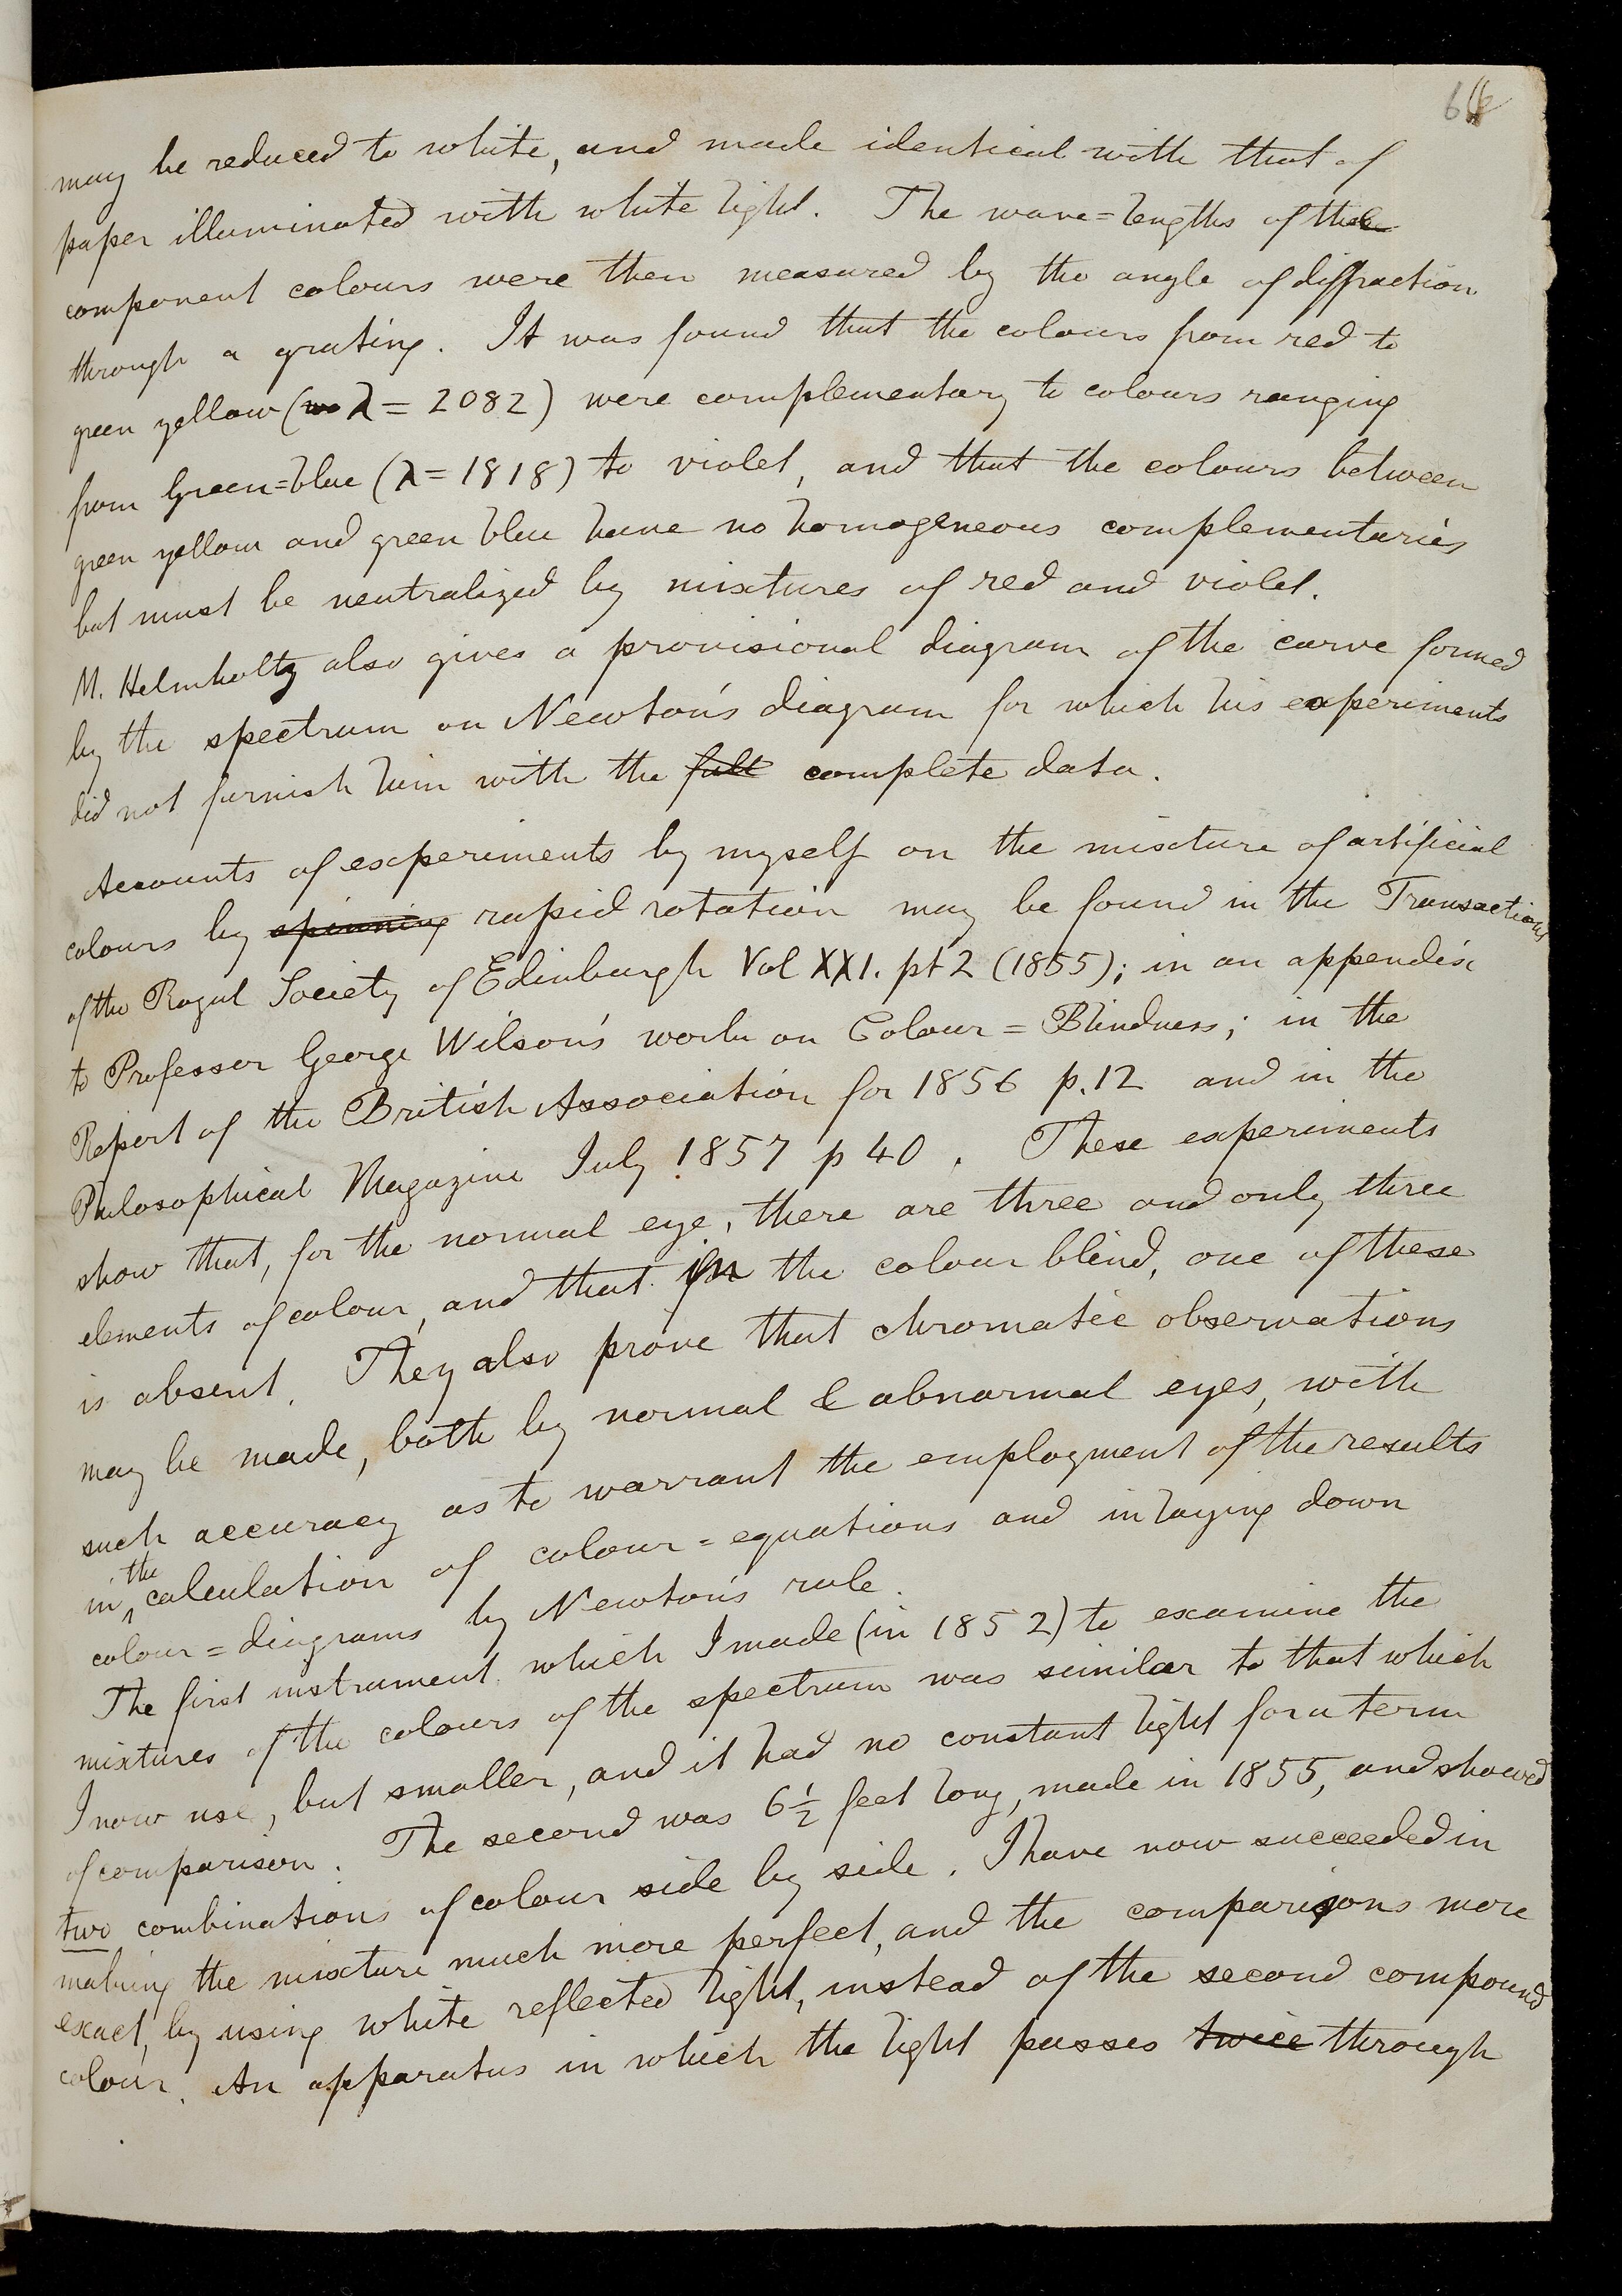 may be reduced to white, and made identical with that of
paper illuminated with white light. The wave=lengths of the
component colours were then measured by the angle of diffraction
through a grating. It was found that the colours from red to
green yellow (λ = 2082) were complementary to colours ranging
from Green=blue (λ = 1818) to violet, and that the colours between
green yellow and green blue have no homogeneous complementaries
but must be neutralized by mixtures of red and violet.
M. Helmholtz also gives a provisional diagram of the curve formed
by the spectrum on Newton's diagram for which his experiments
did not furnish him with the full complete data.
Accounts of experiments by myself on the mixture of artificial
colours by spinning rapid rotation may be found in the Transactions
of the Royal Society of Edinburgh Vol XXI. pt 2 (1855); in an appendix
to Professor George Wilson's work on Colour = Blindness; in the
Report of the British Association for 1856 p.12 and in the
Philosophical Magazine July 1857 p 40. These experiments
show that, for the normal eye, there are three and only three
elements of colour, and that in the colour blind, one of these
is absent. They also prove that chromatic observations
may be made, both by normal & abnormal eyes, with
such accuracy as to warrant the employment of the results
in the calculation of colour = equations and in laying down
colour = diagrams by Newton's rule.
The first instrument which I made (in 1852) to examine the
mixtures of the colours of the spectrum was similar to that which
I now use, but smaller, and it had no constant light for a term
of comparison. The second was 6½ feet long, made in 1855, and showed
two combinations of colour side by side. I have now succeeded in
making the mixture much more perfect, and the comparisons more
exact, by using white reflected light, instead of the second compound
colour. An apparatus in which the light passes twice through